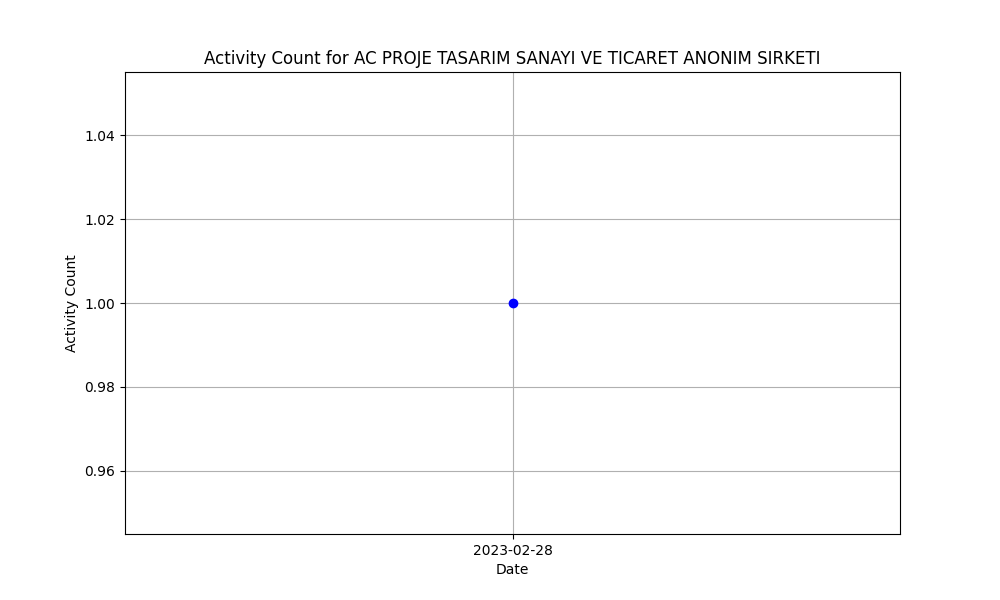 Activity Count for AC PROJE TASARIM SANAYI VE TICARET ANONIM SIRKETI
1.04
1.02
1.00
0.98
0.96
Activity Count
2023-02-28
Date